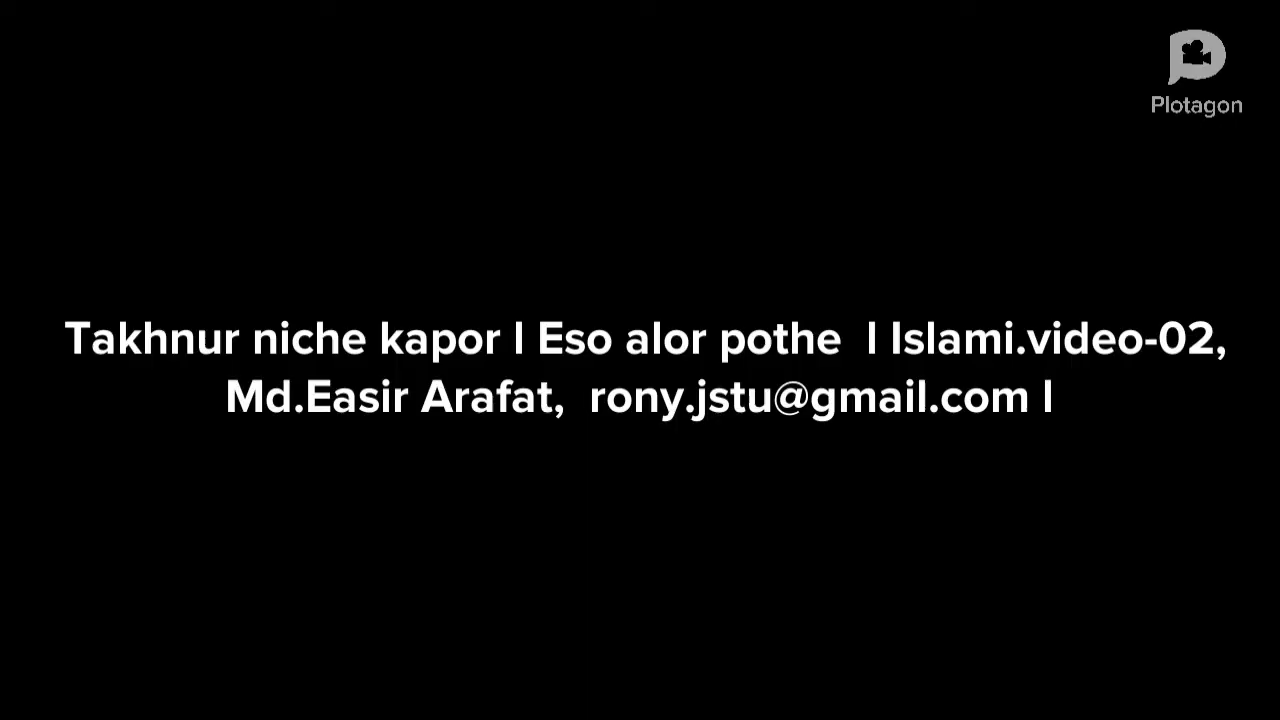 Plotagon
Takhnur niche kapor l Eso alor pothe  l Islami.video-02,
Md.Easir Arafat,  rony.jstu@gmail.com l